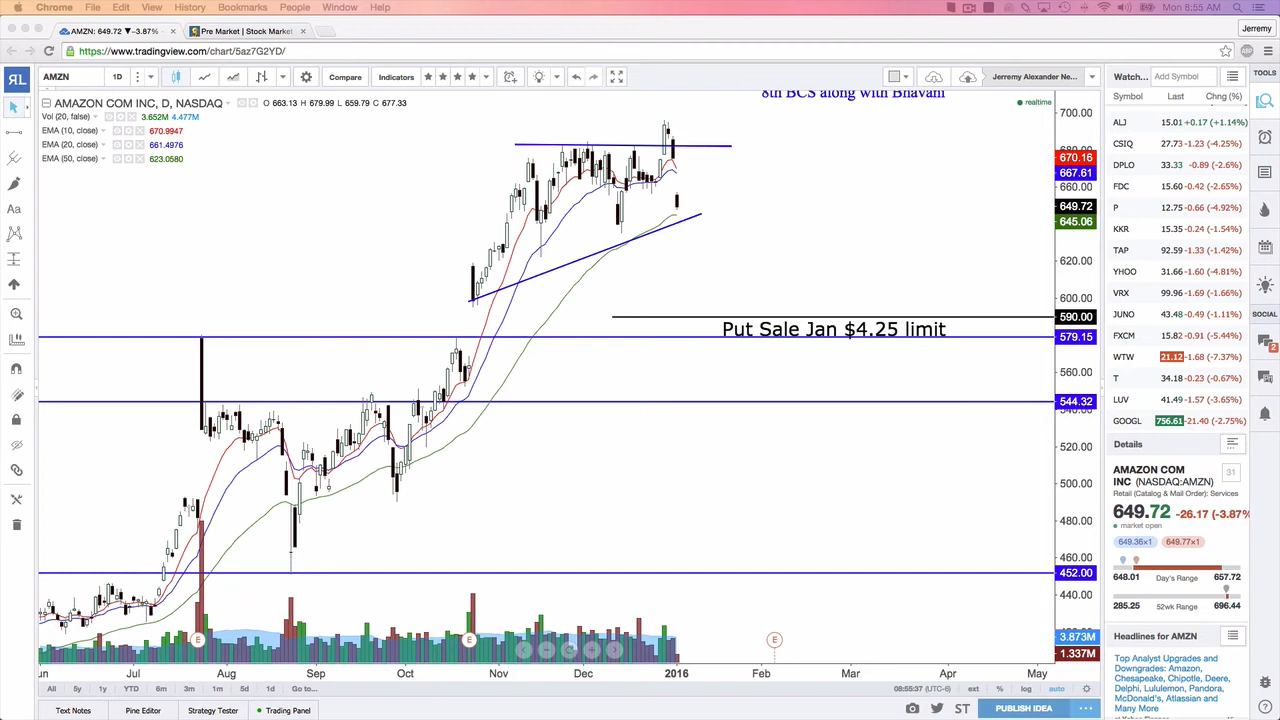 Chrome File Edit View History Bookmarks People Window Help Mon 8:55 AM
AMZN: 649.72 ▼-3.87% Pre Market | Stock Market Jerremy
https://www.tradingview.com/chart/5az7G2YD/
AMZN 1D Compare Indicators Jerremy Alexander Ne...
Watch... Add Symbol TOOLS
8th BCS along with Bhavani
AMAZON COM INC, D, NASDAQ O 663.13 H 679.99 L 659.79 C 677.33
realtime
Vol (20, false) 3.652M 4.477M
EMA (10, close) 670.9947
EMA (20, close) 661.4976
EMA (50, close) 623.0580
700.00
670.16
667.61
660.00
649.72
645.06
620.00
600.00
590.00
Put Sale Jan $4.25 limit
579.15
560.00
544.32
520.00
500.00
480.00
460.00
452.00
440.00
3.873M
1.337M
E E E
Jul Aug Sep Oct Nov Dec 2016 Feb Mar Apr May
All 5y 1y YTD 6m 3m 1m 5d 1d Go to...
08:55:37 (UTC-6) ext % log auto
Text Notes Pine Editor Strategy Tester Trading Panel ST PUBLISH IDEA
Symbol Last Chng (%)
ALJ 15.01 +0.17 (+1.14%)
CSIQ 27.73 -1.23 (-4.25%)
DPLO 33.33 -0.89 (-2.6%)
FDC 15.60 -0.42 (-2.65%)
P 12.75 -0.66 (-4.92%)
KKR 15.35 -0.24 (-1.54%)
TAP 92.59 -1.33 (-1.42%)
YHOO 31.66 -1.60 (-4.81%)
VRX 99.96 -1.69 (-1.66%)
JUNO 43.48 -0.49 (-1.11%)
FXCM 15.82 -0.91 (-5.44%)
WTW 21.12 -1.68 (-7.37%)
T 34.18 -0.23 (-0.67%)
LUV 41.49 -1.57 (-3.65%)
GOOGL 756.61 -21.40 (-2.75%)
SOCIAL
2
Details
AMAZON COM
INC (NASDAQ:AMZN)
31
Retail (Catalog & Mail Order): Services
649.72 -26.17 (-3.87%
market open
649.36×1 649.77×1
648.01 Day's Range 657.72
285.25 52wk Range 696.44
Headlines for AMZN
Top Analyst Upgrades and
Downgrades: Amazon,
Chesapeake, Chipotle, Deere,
Delphi, Lululemon, Pandora,
McDonald's, Atlassian and
Many More